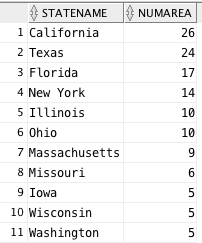 STATENAME NUMAREA
1 California 26
2 Texas 24
3 Florida 17
4 New York 14
5 Illinois 10
6 Ohio 10
7 Massachusetts 9
8 Missouri 6
9 Iowa 5
10 Wisconsin 5
11 Washington 5